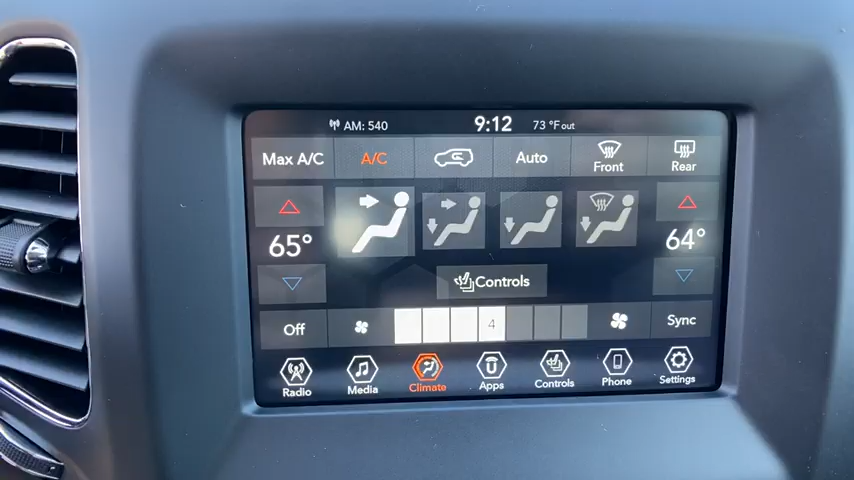 AM: 540 9:12 73 °F out
Max A/C A/C Auto Front Rear
65° 64°
Controls
Off 4 Sync
Radio Media Climate Apps Controls Phone Settings